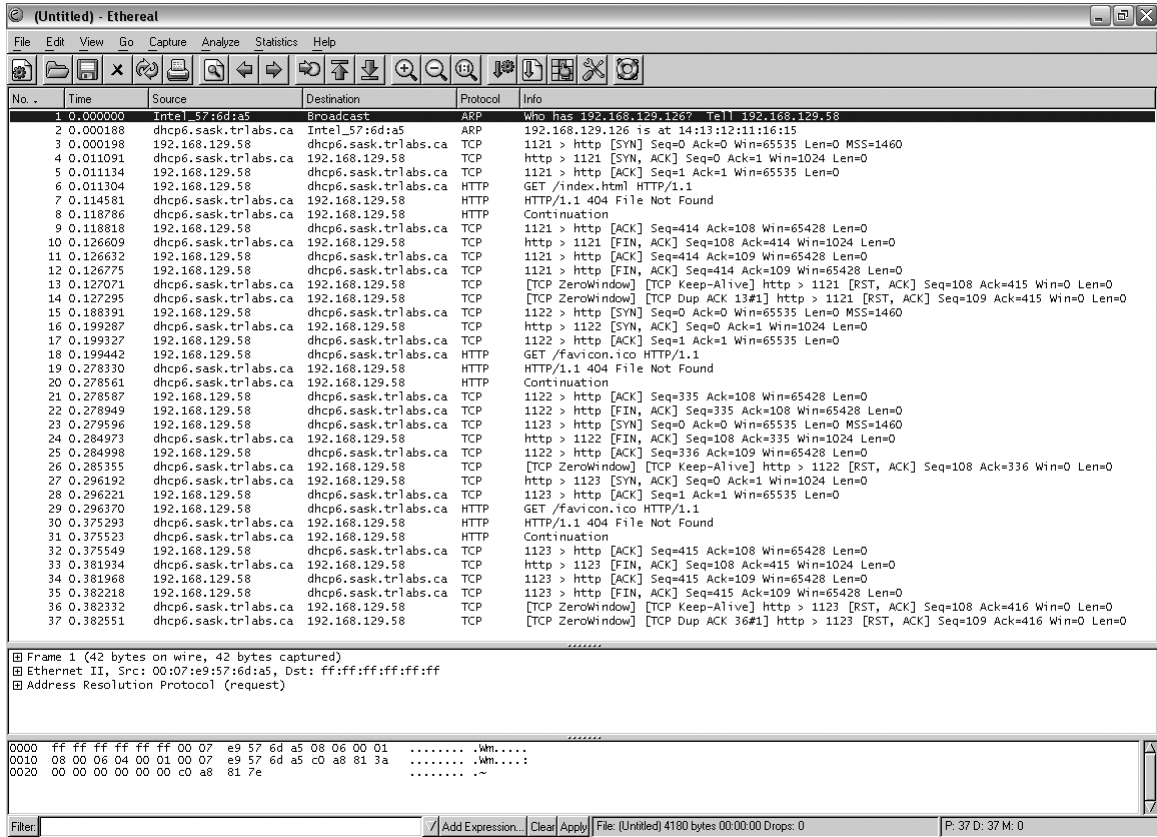 (Untitled) - Ethereal
File Edit View Go Capture Analyze Statistics Help
No. . Time Source Destination Protocol Info
1 0.000000 Intel_57:6d:a5 Broadcast ARP Who has 192.168.129.126? Tell 192.168.129.58
2 0.000188 dhcp6.sask.trlabs.ca Intel_57:6d:a5 ARP 192.168.129.126 is at 14:13:12:11:16:15
3 0.000198 192.168.129.58 dhcp6.sask.trlabs.ca TCP 1121 > http [SYN] Seq=0 Ack=0 Win=65535 Len=0 MSS=1460
4 0.011091 dhcp6.sask.trlabs.ca 192.168.129.58 TCP http > 1121 [SYN, ACK] Seq=0 Ack=1 Win=1024 Len=0
5 0.011134 192.168.129.58 dhcp6.sask.trlabs.ca TCP 1121 > http [ACK] Seq=1 Ack=1 Win=65535 Len=0
6 0.011304 192.168.129.58 dhcp6.sask.trlabs.ca HTTP GET /index.html HTTP/1.1
7 0.114581 dhcp6.sask.trlabs.ca 192.168.129.58 HTTP HTTP/1.1 404 File Not Found
8 0.118786 dhcp6.sask.trlabs.ca 192.168.129.58 HTTP Continuation
9 0.118818 192.168.129.58 dhcp6.sask.trlabs.ca TCP 1121 > http [ACK] Seq=414 Ack=108 Win=65428 Len=0
10 0.126609 dhcp6.sask.trlabs.ca 192.168.129.58 TCP http > 1121 [FIN, ACK] Seq=108 Ack=414 Win=1024 Len=0
11 0.126632 192.168.129.58 dhcp6.sask.trlabs.ca TCP 1121 > http [ACK] Seq=414 Ack=109 Win=65428 Len=0
12 0.126775 192.168.129.58 dhcp6.sask.trlabs.ca TCP 1121 > http [FIN, ACK] Seq=414 Ack=109 Win=65428 Len=0
13 0.127071 dhcp6.sask.trlabs.ca 192.168.129.58 TCP [TCP ZeroWindow] [TCP Keep-Alive] http > 1121 [RST, ACK] Seq=108 Ack=415 Win=0 Len=0
14 0.127295 dhcp6.sask.trlabs.ca 192.168.129.58 TCP [TCP ZeroWindow] [TCP Dup ACK 13#1] http > 1121 [RST, ACK] Seq=109 Ack=415 Win=0 Len=0
15 0.188391 192.168.129.58 dhcp6.sask.trlabs.ca TCP 1122 > http [SYN] Seq=0 Ack=0 Win=65535 Len=0 MSS=1460
16 0.199287 dhcp6.sask.trlabs.ca 192.168.129.58 TCP http > 1122 [SYN, ACK] Seq=0 Ack=1 Win=1024 Len=0
17 0.199327 192.168.129.58 dhcp6.sask.trlabs.ca TCP 1122 > http [ACK] Seq=1 Ack=1 Win=65535 Len=0
18 0.199442 192.168.129.58 dhcp6.sask.trlabs.ca HTTP GET /favicon.ico HTTP/1.1
19 0.278330 dhcp6.sask.trlabs.ca 192.168.129.58 HTTP HTTP/1.1 404 File Not Found
20 0.278561 dhcp6.sask.trlabs.ca 192.168.129.58 HTTP Continuation
21 0.278587 192.168.129.58 dhcp6.sask.trlabs.ca TCP 1122 > http [ACK] Seq=335 Ack=108 Win=65428 Len=0
22 0.278949 192.168.129.58 dhcp6.sask.trlabs.ca TCP 1122 > http [FIN, ACK] Seq=335 Ack=108 Win=65428 Len=0
23 0.279596 192.168.129.58 dhcp6.sask.trlabs.ca TCP 1123 > http [SYN] Seq=0 Ack=0 Win=65535 Len=0 MSS=1460
24 0.284973 dhcp6.sask.trlabs.ca 192.168.129.58 TCP http > 1122 [FIN, ACK] Seq=108 Ack=335 Win=1024 Len=0
25 0.284998 192.168.129.58 dhcp6.sask.trlabs.ca TCP 1122 > http [ACK] Seq=336 Ack=109 Win=65428 Len=0
26 0.285355 dhcp6.sask.trlabs.ca 192.168.129.58 TCP [TCP ZeroWindow] [TCP Keep-Alive] http > 1122 [RST, ACK] Seq=108 Ack=336 Win=0 Len=0
27 0.296192 dhcp6.sask.trlabs.ca 192.168.129.58 TCP http > 1123 [SYN, ACK] Seq=0 Ack=1 Win=1024 Len=0
28 0.296221 192.168.129.58 dhcp6.sask.trlabs.ca TCP 1123 > http [ACK] Seq=1 Ack=1 Win=65535 Len=0
29 0.296370 192.168.129.58 dhcp6.sask.trlabs.ca HTTP GET /favicon.ico HTTP/1.1
30 0.375293 dhcp6.sask.trlabs.ca 192.168.129.58 HTTP HTTP/1.1 404 File Not Found
31 0.375523 dhcp6.sask.trlabs.ca 192.168.129.58 HTTP Continuation
32 0.375549 192.168.129.58 dhcp6.sask.trlabs.ca TCP 1123 > http [ACK] Seq=415 Ack=108 Win=65428 Len=0
33 0.381934 dhcp6.sask.trlabs.ca 192.168.129.58 TCP http > 1123 [FIN, ACK] Seq=108 Ack=415 Win=1024 Len=0
34 0.381968 192.168.129.58 dhcp6.sask.trlabs.ca TCP 1123 > http [ACK] Seq=415 Ack=109 Win=65428 Len=0
35 0.382218 192.168.129.58 dhcp6.sask.trlabs.ca TCP 1123 > http [FIN, ACK] Seq=415 Ack=109 Win=65428 Len=0
36 0.382332 dhcp6.sask.trlabs.ca 192.168.129.58 TCP [TCP ZeroWindow] [TCP Keep-Alive] http > 1123 [RST, ACK] Seq=108 Ack=416 Win=0 Len=0
37 0.382551 dhcp6.sask.trlabs.ca 192.168.129.58 TCP [TCP ZeroWindow] [TCP Dup ACK 36#1] http > 1123 [RST, ACK] Seq=109 Ack=416 Win=0 Len=0
Frame 1 (42 bytes on wire, 42 bytes captured)
Ethernet II, Src: 00:07:e9:57:6d:a5, Dst: ff:ff:ff:ff:ff:ff
Address Resolution Protocol (request)
0000 ff ff ff ff ff ff 00 07 e9 57 6d a5 08 06 00 01 ........ .Wm.....
0010 08 00 06 04 00 01 00 07 e9 57 6d a5 c0 a8 81 3a ........ .Wm....:
0020 00 00 00 00 00 00 c0 a8 81 7e ........ .~
Filter: Add Expression... Clear Apply File: (Untitled) 4180 bytes 00:00:00 Drops: 0 P: 37 D: 37 M: 0